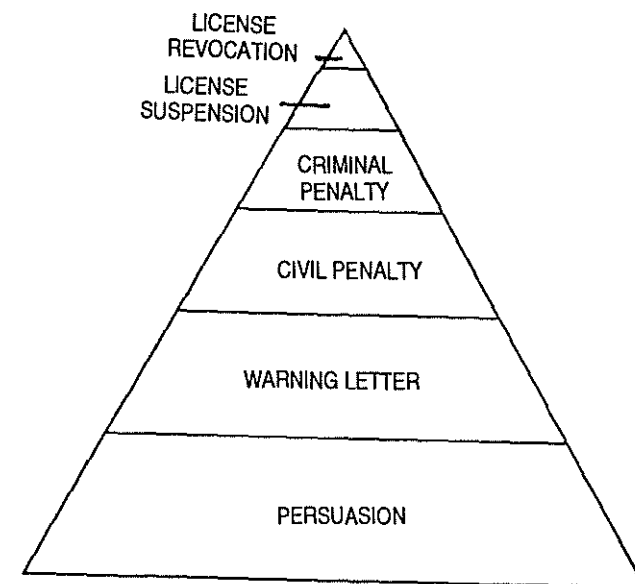 LICENSE
REVOCATION
LICENSE
SUSPENSION
CRIMINAL
PENALTY
CIVIL PENALTY
WARNING LETTER
PERSUASION